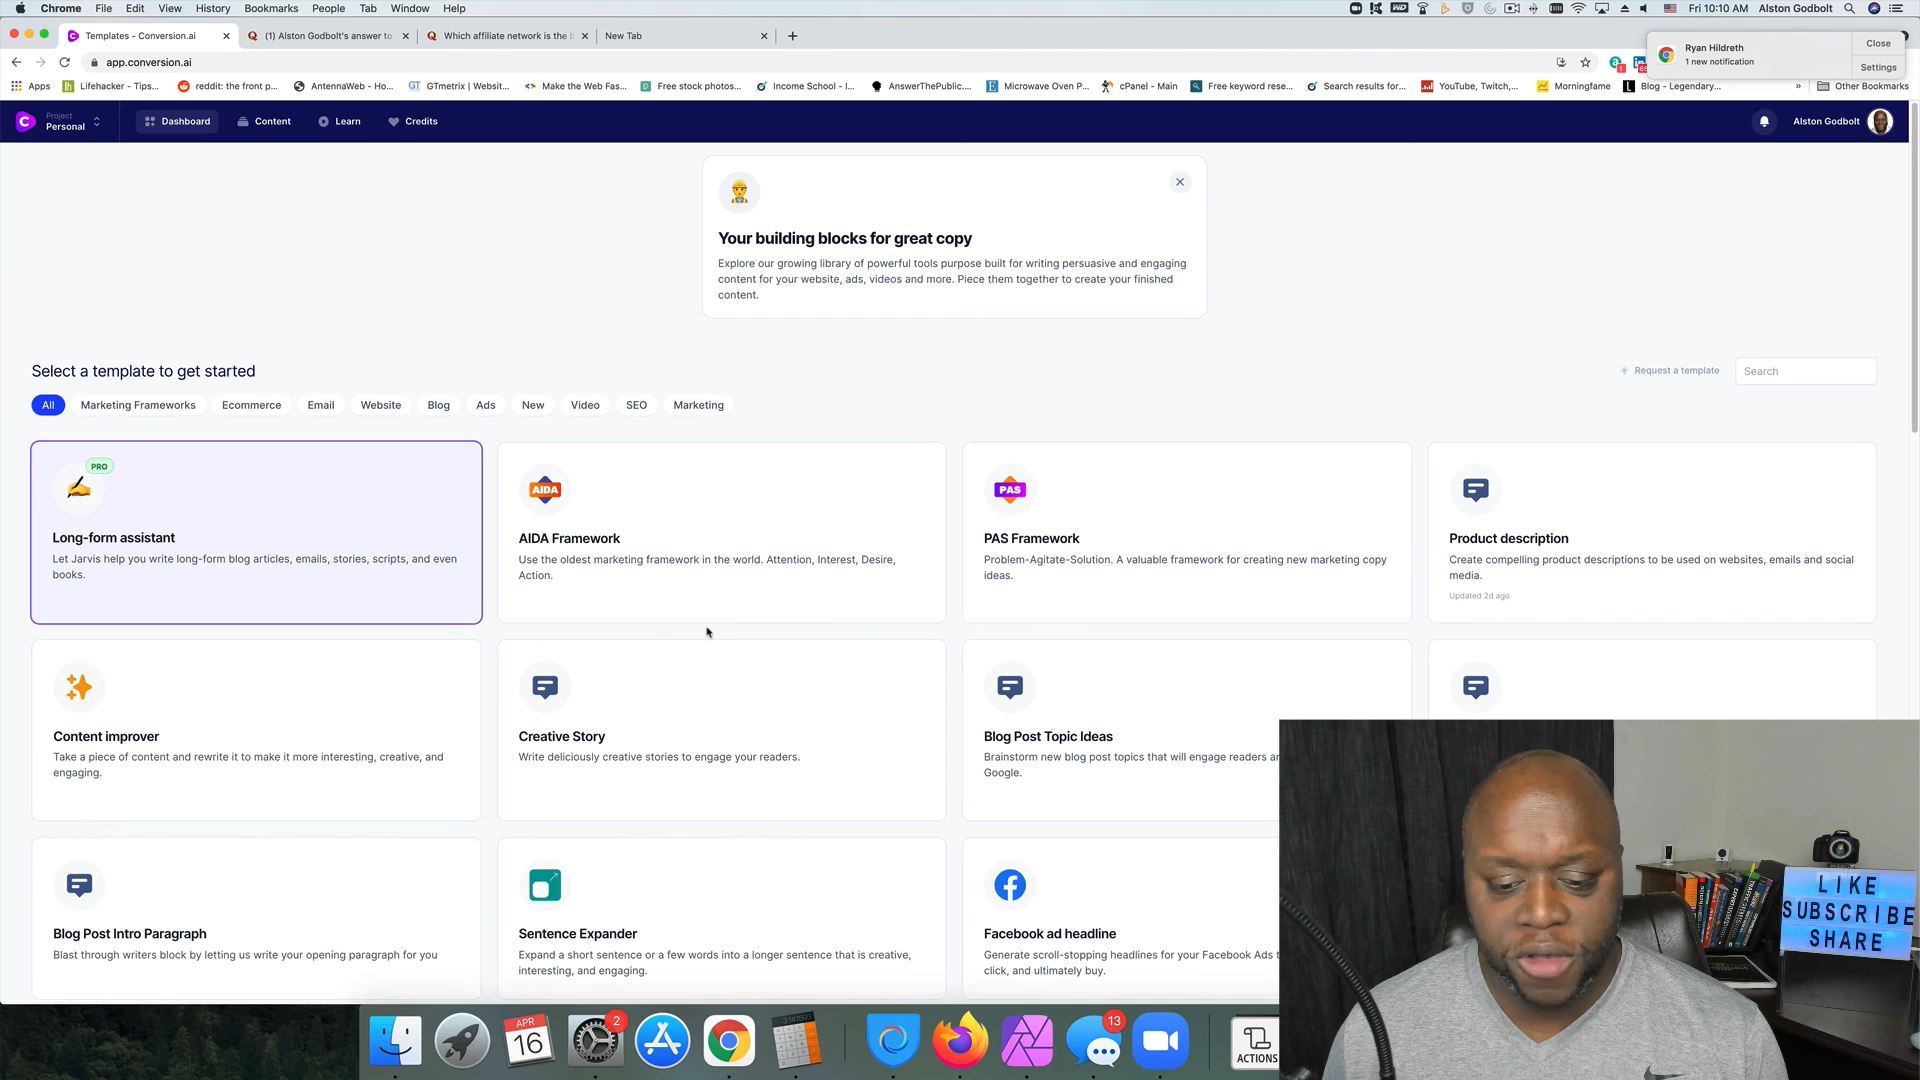 Chrome File Edit View History Bookmarks People Tab Window Help
Fri 10:10 AM Alston Godbolt
Templates - Conversion.ai
(1) Alston Godbolt's answer to
Which affiliate network is the b
New Tab
app.conversion.ai
Ryan Hildreth
1 new notification
Close
Settings
Apps
Lifehacker - Tips...
reddit: the front p...
AntennaWeb - Ho...
GTmetrix | Websit...
Make the Web Fas...
Free stock photos...
Income School - I...
AnswerThePublic....
Microwave Oven P...
cPanel - Main
Free keyword rese...
Search results for...
YouTube, Twitch,...
Morningfame
Blog - Legendary...
Other Bookmarks
Project
Personal
Dashboard
Content
Learn
Credits
Alston Godbolt
Your building blocks for great copy
Explore our growing library of powerful tools purpose built for writing persuasive and engaging
content for your website, ads, videos and more. Piece them together to create your finished
content.
Select a template to get started
Request a template
Search
All
Marketing Frameworks
Ecommerce
Email
Website
Blog
Ads
New
Video
SEO
Marketing
PRO
Long-form assistant
Let Jarvis help you write long-form blog articles, emails, stories, scripts, and even
books.
AIDA
AIDA Framework
Use the oldest marketing framework in the world. Attention, Interest, Desire,
Action.
PAS
PAS Framework
Problem-Agitate-Solution. A valuable framework for creating new marketing copy
ideas.
Product description
Create compelling product descriptions to be used on websites, emails and social
media.
Updated 2d ago
Content improver
Take a piece of content and rewrite it to make it more interesting, creative, and
engaging.
Creative Story
Write deliciously creative stories to engage your readers.
Blog Post Topic Ideas
Brainstorm new blog post topics that will engage readers
Google.
Blog Post Intro Paragraph
Blast through writers block by letting us write your opening paragraph for you
Sentence Expander
Expand a short sentence or a few words into a longer sentence that is creative,
interesting, and engaging.
Facebook ad headline
Generate scroll-stopping headlines for your Facebook Ads
click, and ultimately buy.
LIKE
SUBSCRIBE
SHARE
APR
16
2
13
ACTIONS